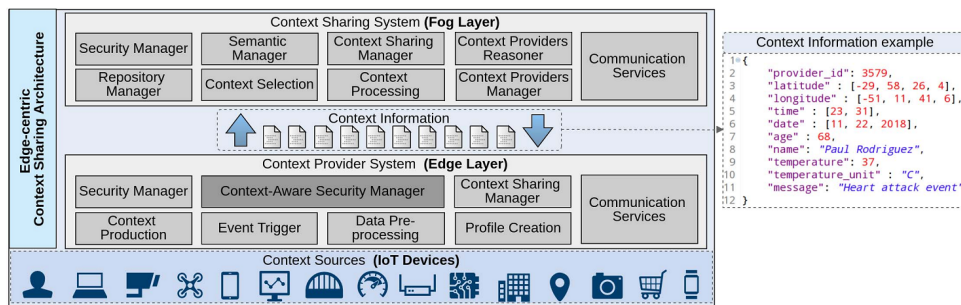 Edge-centric
Context Sharing Architecture
Context Sharing System (Fog Layer)
Security Manager
Semantic
Manager
Context Sharing
Manager
Context Providers
Reasoner
Communication
Services
Repository
Manager
Context Selection
Context
Processing
Context Providers
Manager
Context Information
Context Provider System (Edge Layer)
Security Manager
Context-Aware Security Manager
Context Sharing
Manager
Communication
Services
Context
Production
Event Trigger
Data Pre-
processing
Profile Creation
Context Sources (IoT Devices)
Context Information example
1 {
2 "provider_id": 3579,
3 "latitude" : [-29, 58, 26, 4],
4 "longitude" : [-51, 11, 41, 6],
5 "time" : [23, 31],
6 "date" : [11, 22, 2018],
7 "age" : 68,
8 "name": "Paul Rodriguez",
9 "temperature": 37,
10 "temperature_unit" : "C",
11 "message": "Heart attack event"
12 }